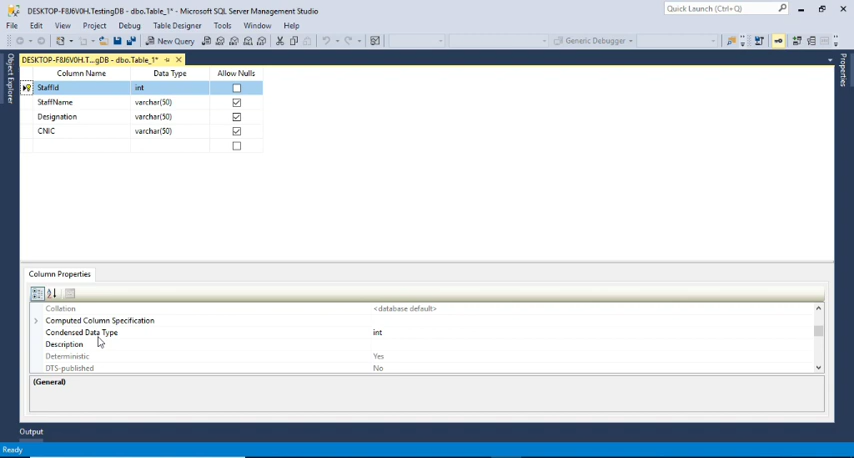 DESKTOP-F8J6V0H.TestingDB - dbo.Table_1* - Microsoft SQL Server Management Studio
Quick Launch (Ctrl+Q)
File Edit View Project Debug Table Designer Tools Window Help
New Query
Generic Debugger
Object Explorer
DESKTOP-F8J6V0H.T...gDB - dbo.Table_1*
Properties
Column Name Data Type Allow Nulls
StaffId int
StaffName varchar(50)
Designation varchar(50)
CNIC varchar(50)
Column Properties
Collation <database default>
Computed Column Specification
Condensed Data Type int
Description
Deterministic Yes
DTS-published No
(General)
Output
Ready